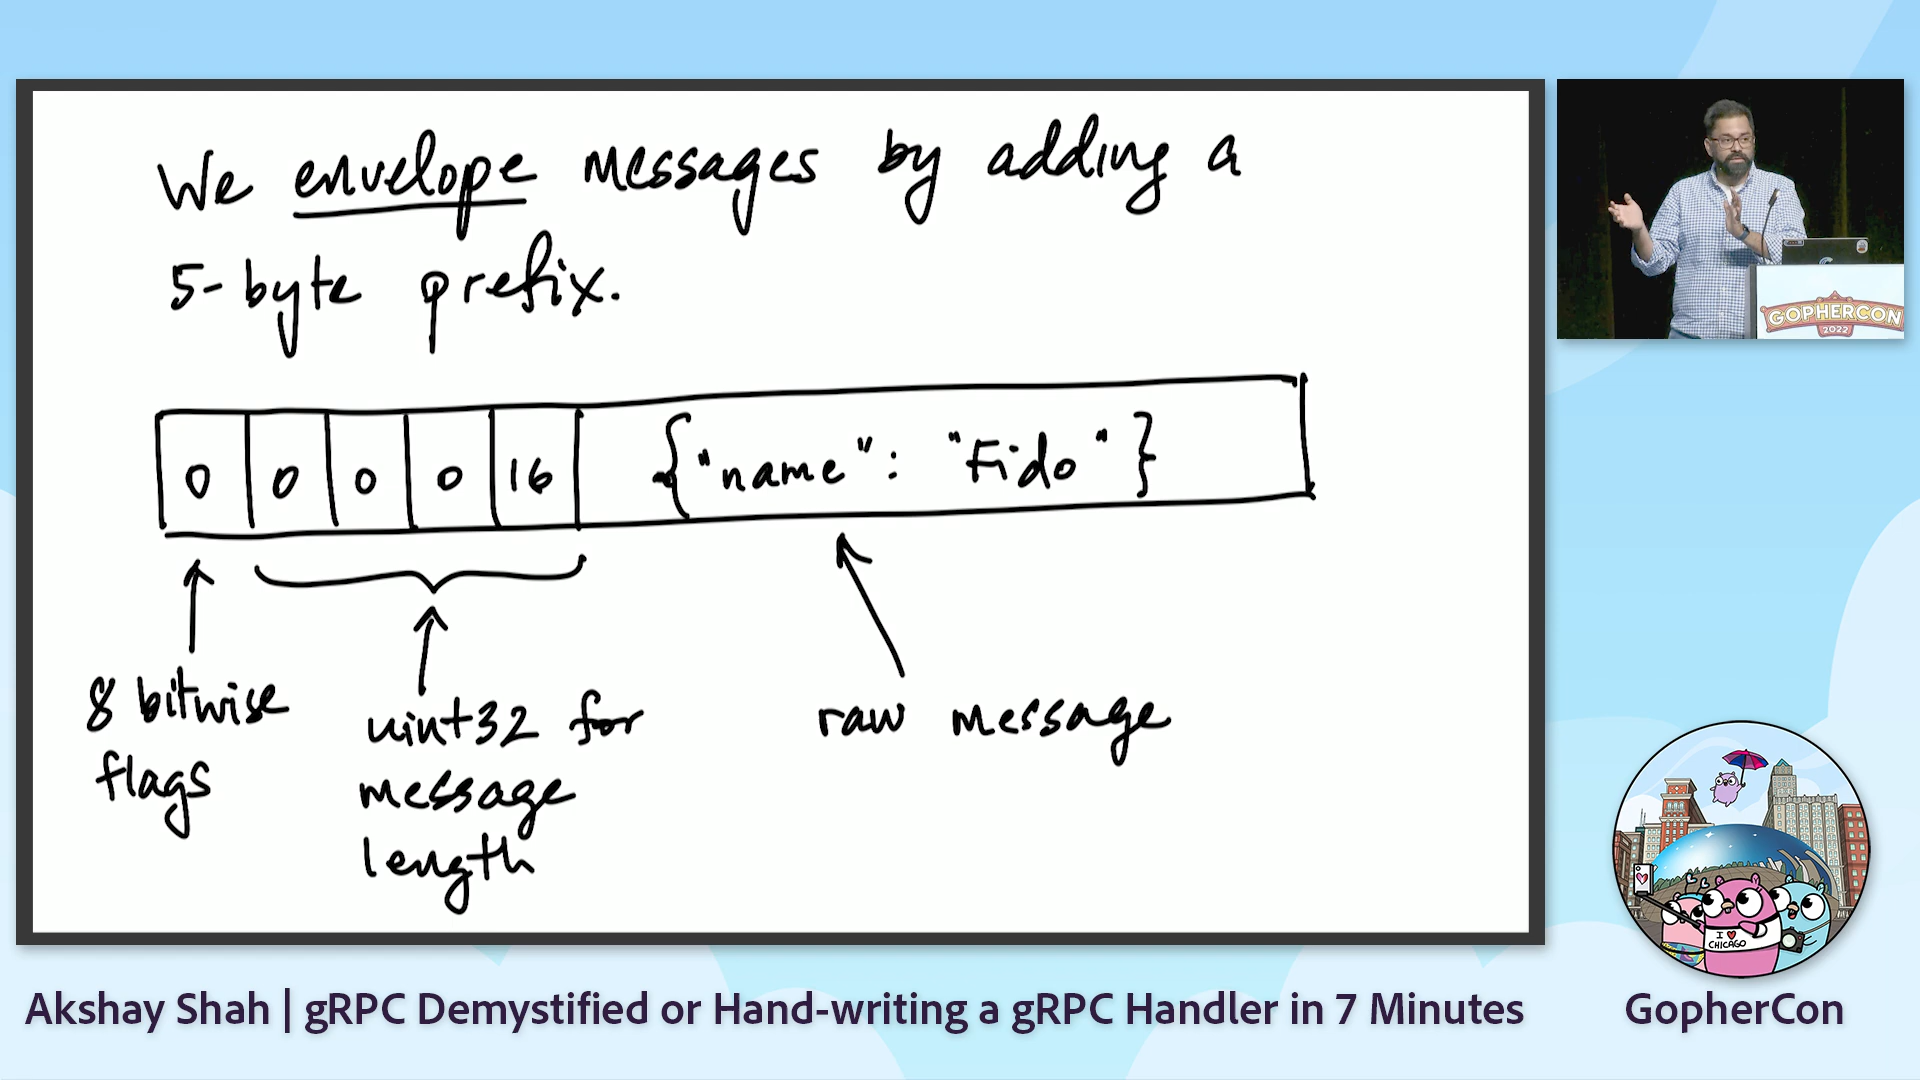 We envelope messages by adding a
5-byte prefix.
0 0 0 0 16 {"name": "Fido"}
8 bitwise
flags
uint32 for
message
length
raw message
GOPHERCON
2022
I ♥
CHICAGO
Akshay Shah | gRPC Demystified or Hand-writing a gRPC Handler in 7 Minutes
GopherCon